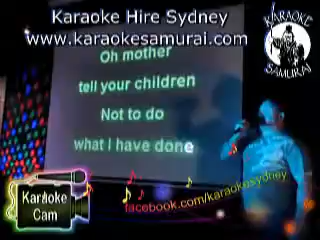 Karaoke Hire Sydney
www.karaokesamurai.com
KARAOKE
SAMURAI
Oh mother
tell your children
Not to do
what I have done
Karaoke
Cam
facebook.com/karaokesydney